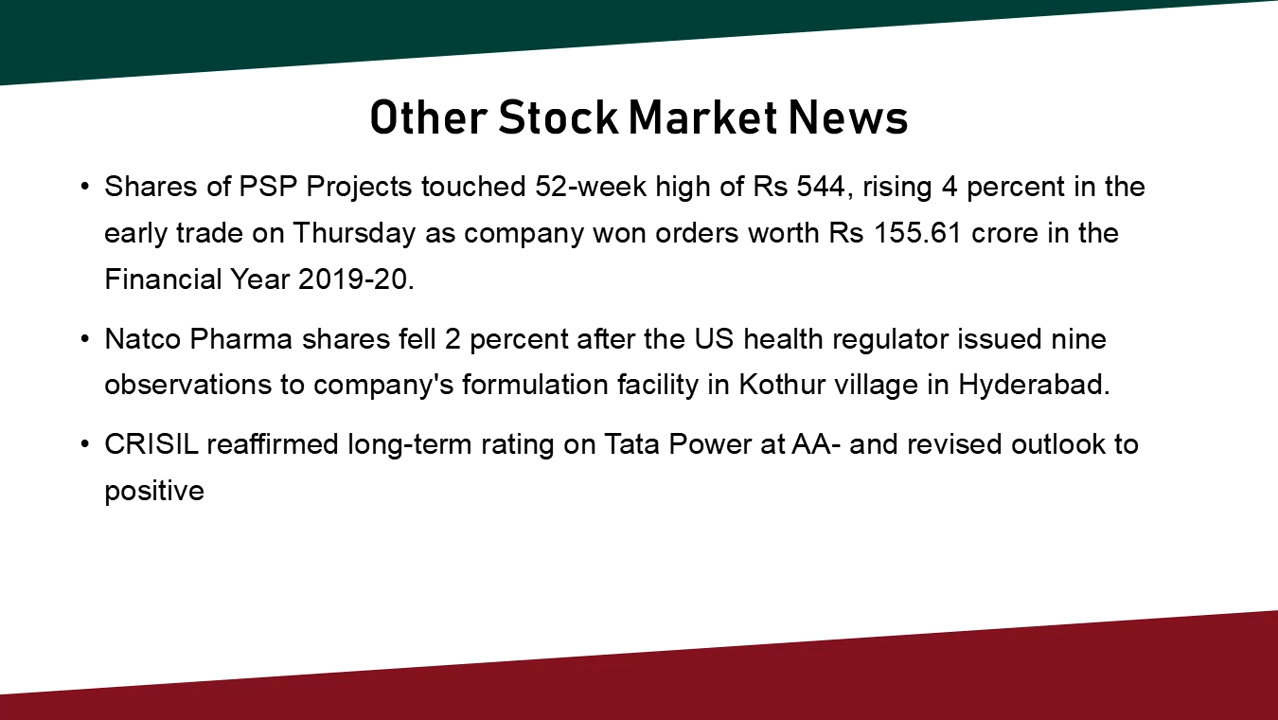 Other Stock Market News
• Shares of PSP Projects touched 52-week high of Rs 544, rising 4 percent in the
early trade on Thursday as company won orders worth Rs 155.61 crore in the
Financial Year 2019-20.
• Natco Pharma shares fell 2 percent after the US health regulator issued nine
observations to company's formulation facility in Kothur village in Hyderabad.
• CRISIL reaffirmed long-term rating on Tata Power at AA- and revised outlook to
positive